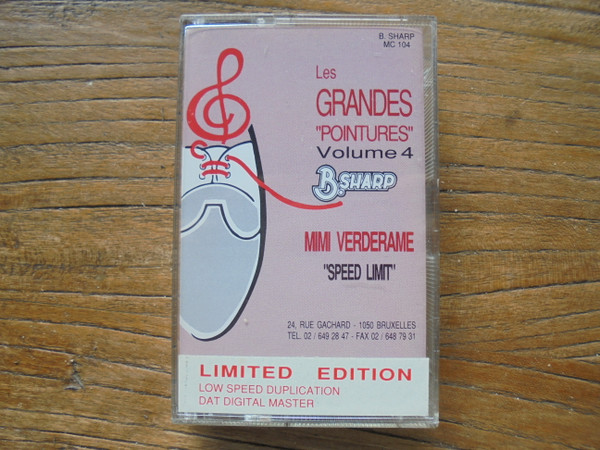 B. SHARP
MC 104
Les
GRANDES
"POINTURES"
Volume 4
B. SHARP
MIMI VERDERAME
"SPEED LIMIT"
24, RUE GACHARD - 1050 BRUXELLES
TEL. 02 / 649 28 47 - FAX 02 / 648 79 31
LIMITED EDITION
LOW SPEED DUPLICATION
DAT DIGITAL MASTER